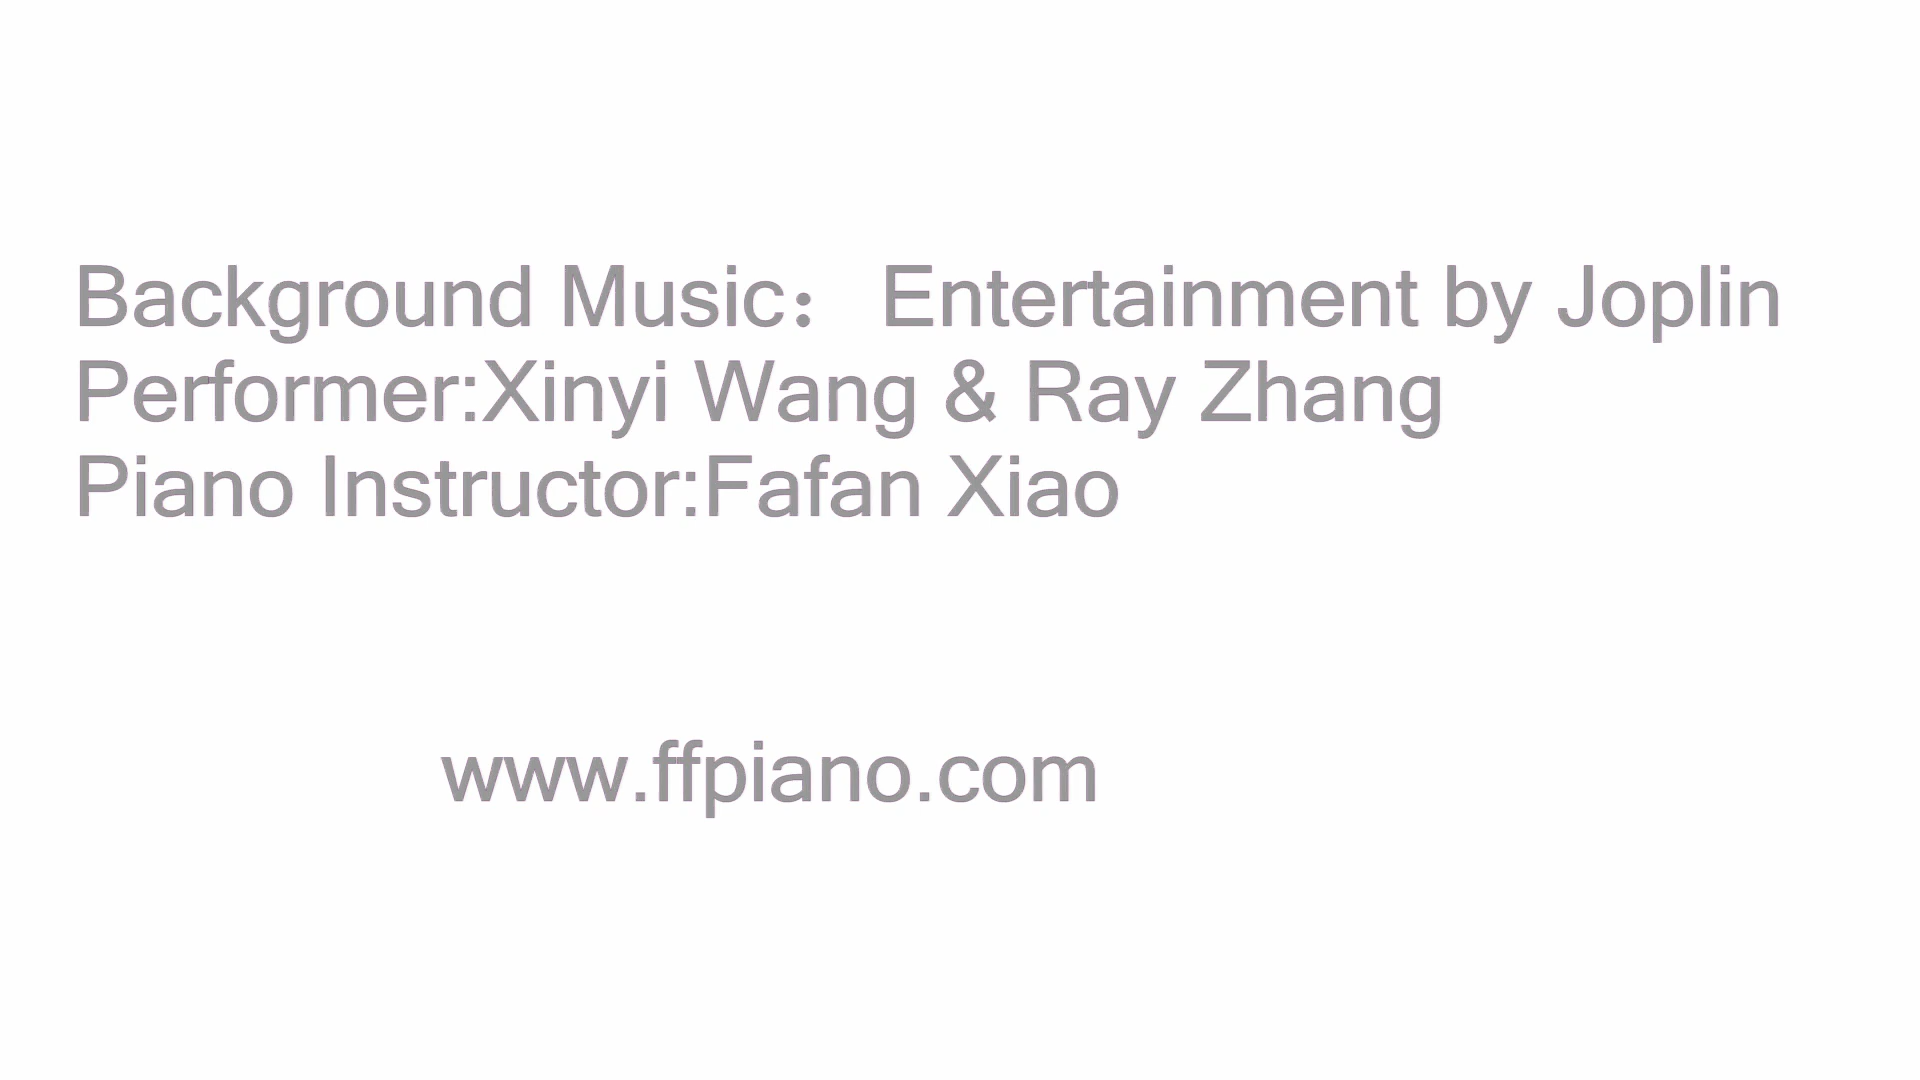 Background Music： Entertainment by Joplin
Performer:Xinyi Wang & Ray Zhang
Piano Instructor:Fafan Xiao
www.ffpiano.com